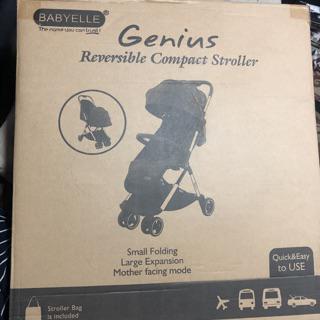 BABYELLE ®
The name you can trust!
Genius
Reversible Compact Stroller
Small Folding
Large Expansion
Mother facing mode
Quick&Easy
to USE
Stroller Bag
is included